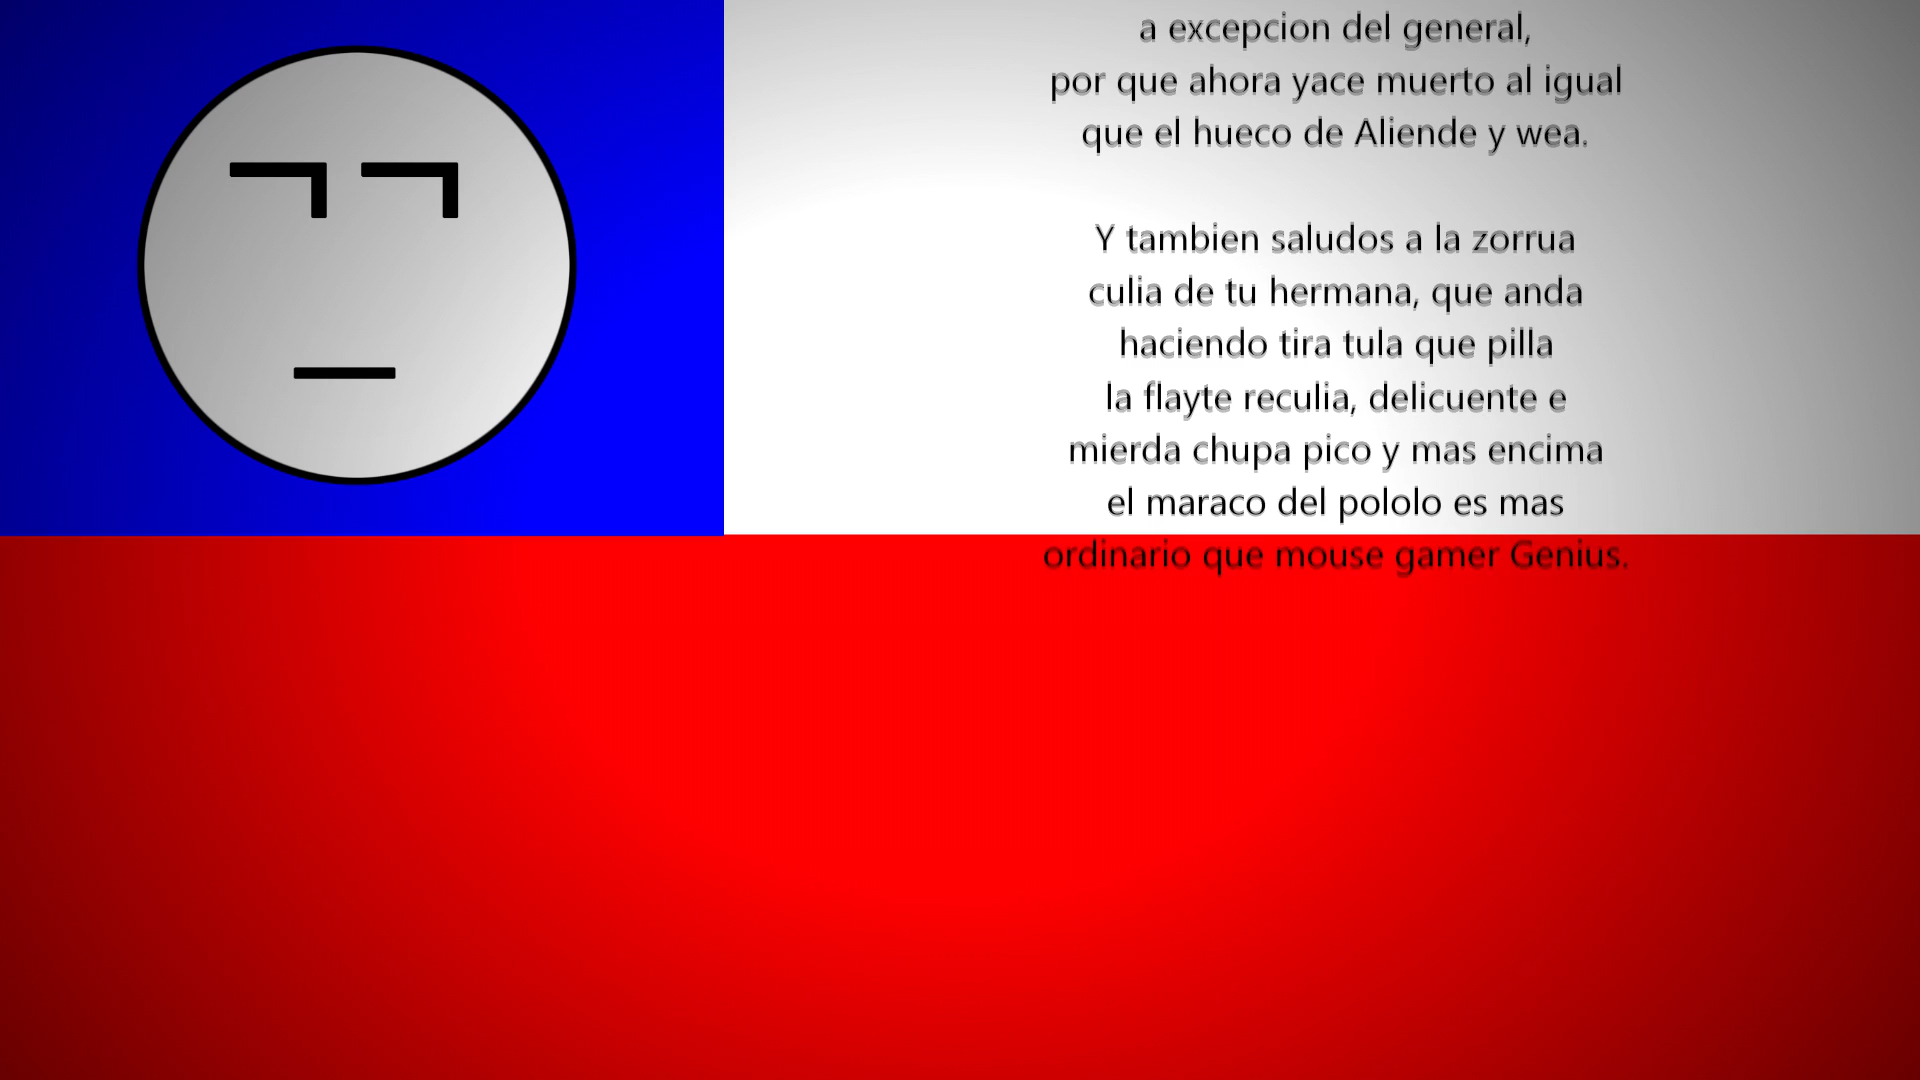 a excepcion del general,
por que ahora yace muerto al igual
que el hueco de Aliende y wea.
Y tambien saludos a la zorrua
culia de tu hermana, que anda
haciendo tira tula que pilla
la flayte reculia, delicuente e
mierda chupa pico y mas encima
el maraco del pololo es mas
ordinario que mouse gamer Genius.